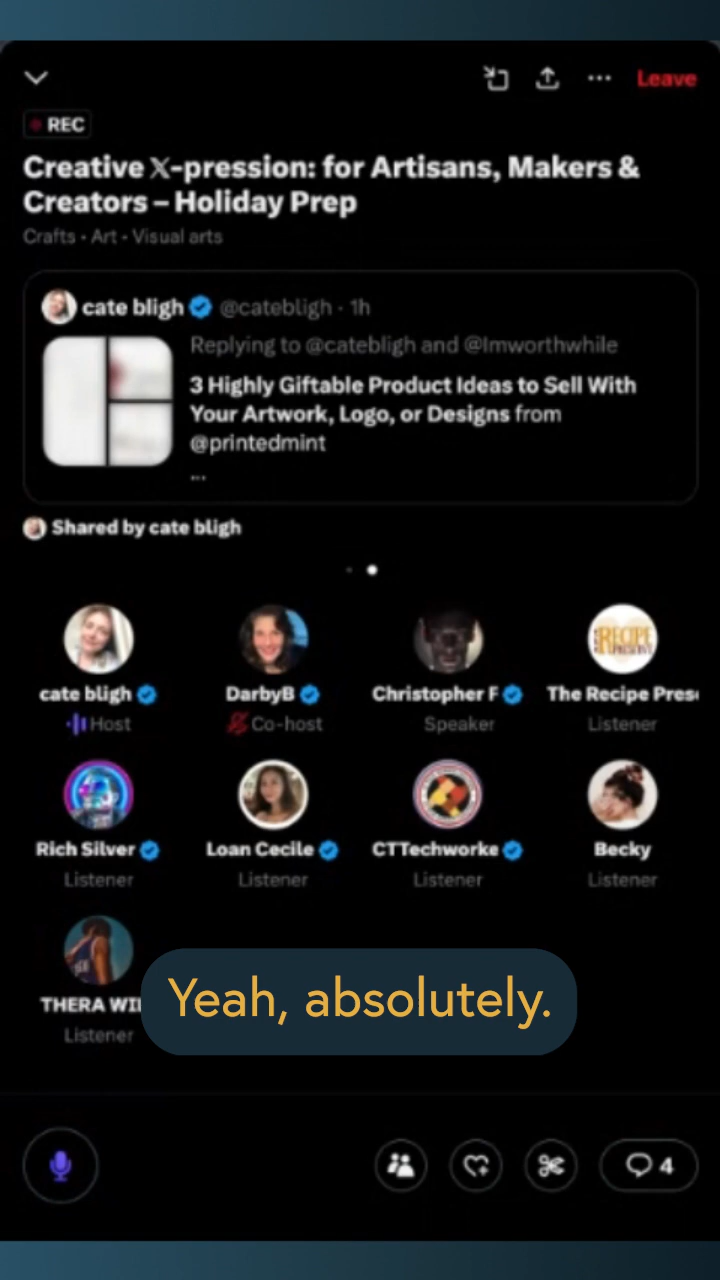 Leave
REC
Creative 𝕏-pression: for Artisans, Makers &
Creators – Holiday Prep
Crafts • Art • Visual arts
cate bligh @catebligh · 1h
Replying to @catebligh and @Imworthwhile
3 Highly Giftable Product Ideas to Sell With
Your Artwork, Logo, or Designs from
@printedmint
...
Shared by cate bligh
RECIPE
cate bligh DarbyB Christopher F The Recipe Pres
Host Co-host Speaker Listener
Rich Silver Loan Cecile CTTechworke Becky
Listener Listener Listener Listener
THERA WI
Listener
Yeah, absolutely.
4